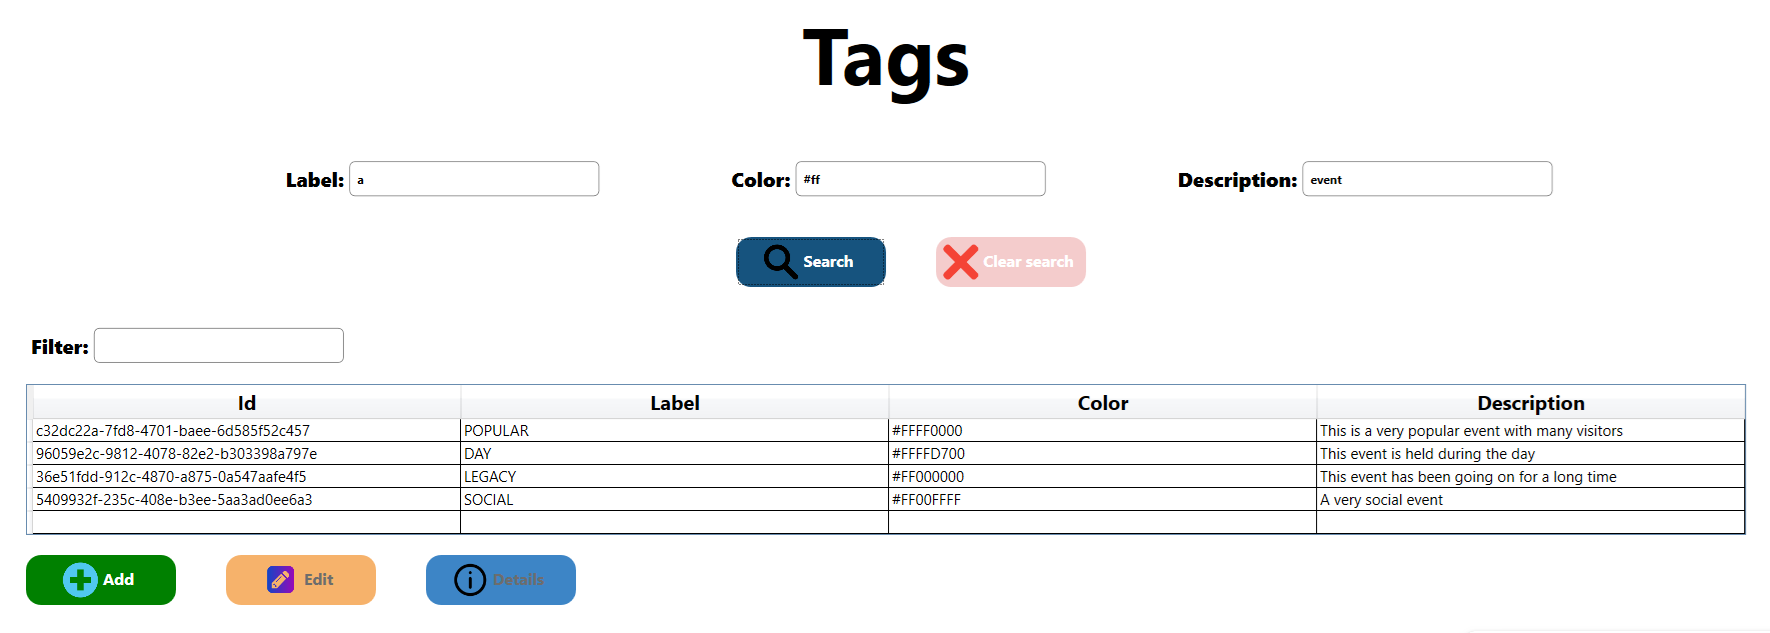 Tags
Label: a Color: #ff Description: event
Search Clear search
Filter:
Id Label Color Description
c32dc22a-7fd8-4701-baee-6d585f52c457 POPULAR #FFFF0000 This is a very popular event with many visitors
96059e2c-9812-4078-82e2-b303398a797e DAY #FFFFD700 This event is held during the day
36e51fdd-912c-4870-a875-0a547aafe4f5 LEGACY #FF000000 This event has been going on for a long time
5409932f-235c-408e-b3ee-5aa3ad0ee6a3 SOCIAL #FF00FFFF A very social event
Add Edit Details